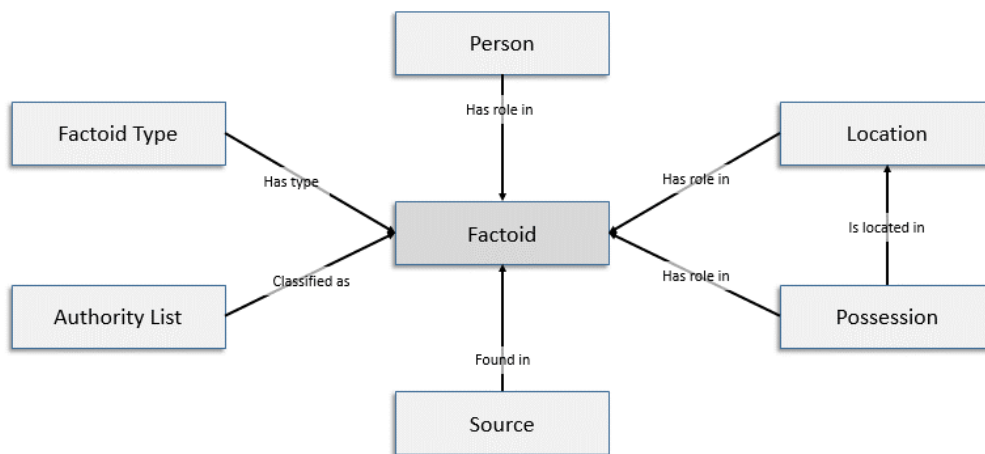 Person
Has role in
Factoid Type
Location
Has type
Has role in
Factoid
Is located in
Classified as
Has role in
Authority List
Possession
Found in
Source